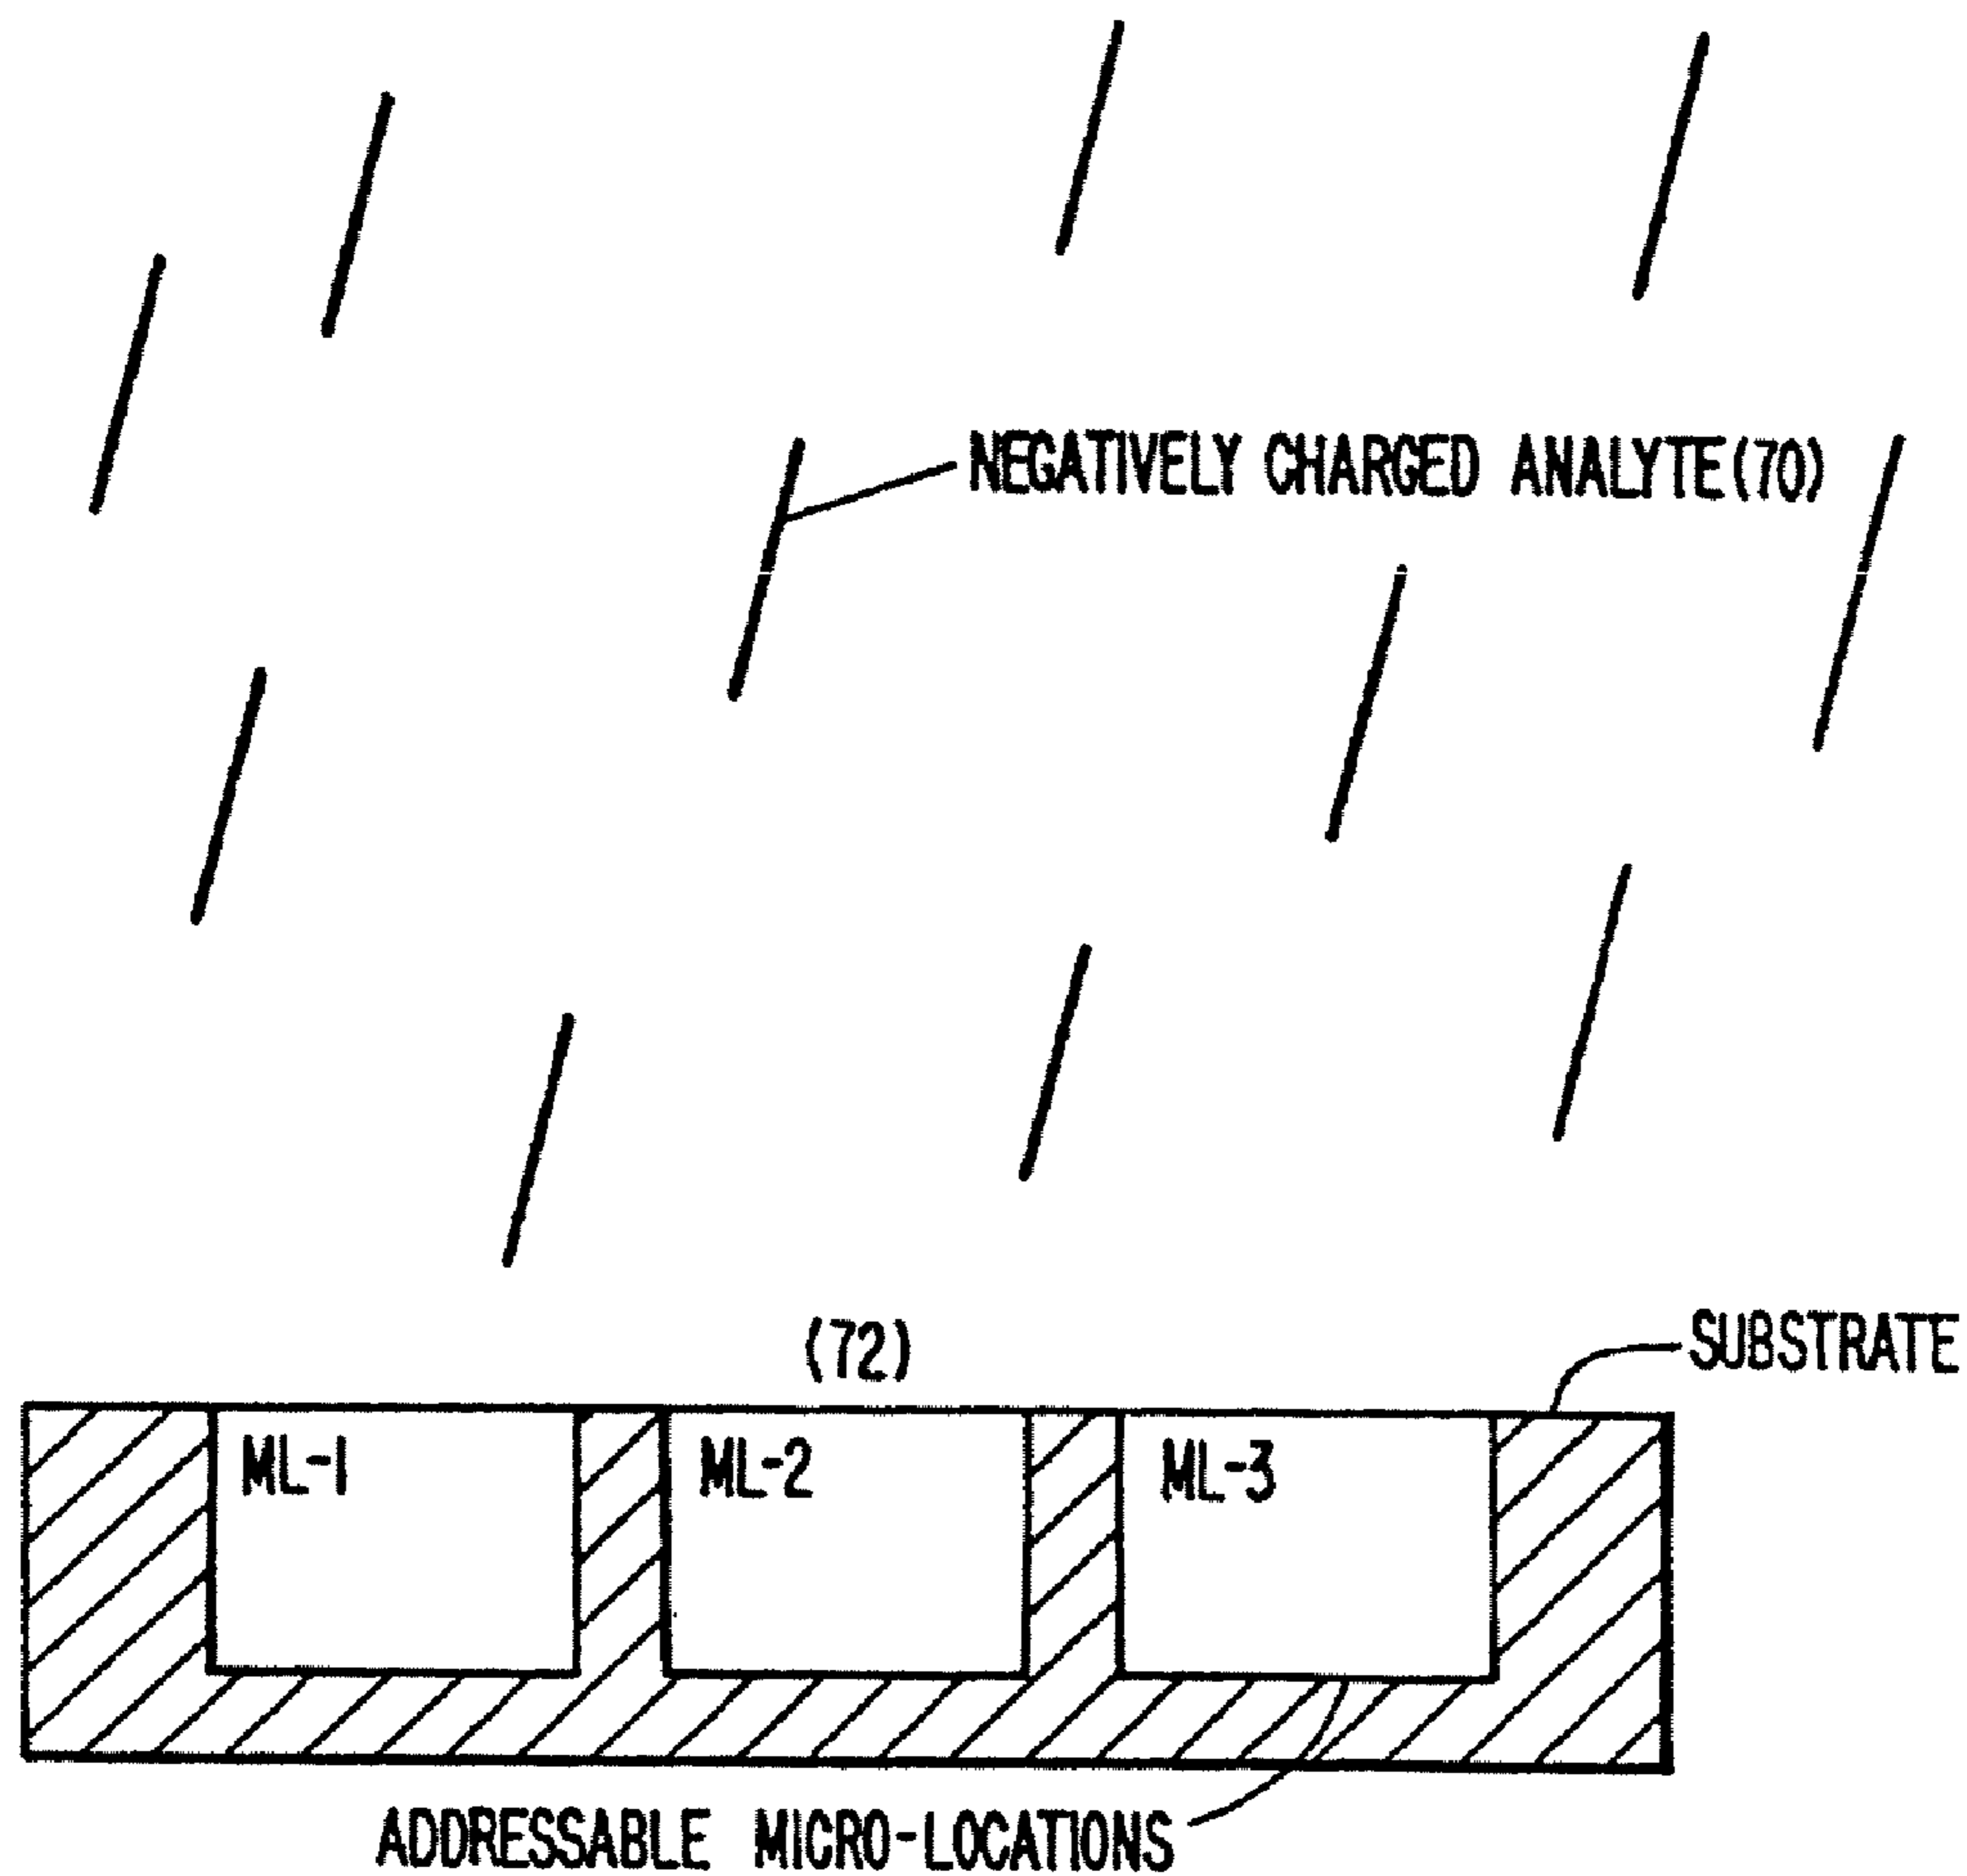 NEGATIVELY CHARGED ANALYTE(70)
(72)
SUBSTRATE
ML-1
ML-2
ML-3
ADDRESSABLE MICRO-LOCATIONS